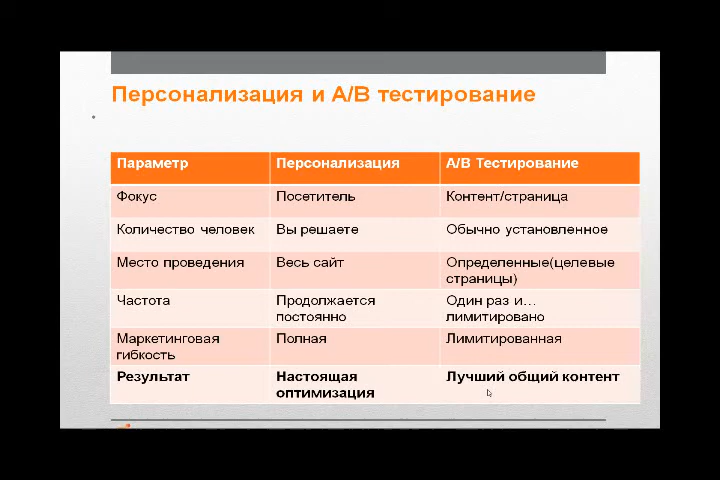 Персонализация и А/В тестирование
Параметр Персонализация А/В Тестирование
Фокус Посетитель Контент/страница
Количество человек Вы решаете Обычно установленное
Место проведения Весь сайт Определенные(целевые
страницы)
Частота Продолжается Один раз и…
постоянно лимитировано
Маркетинговая Полная Лимитированная
гибкость
Результат Настоящая Лучший общий контент
оптимизация